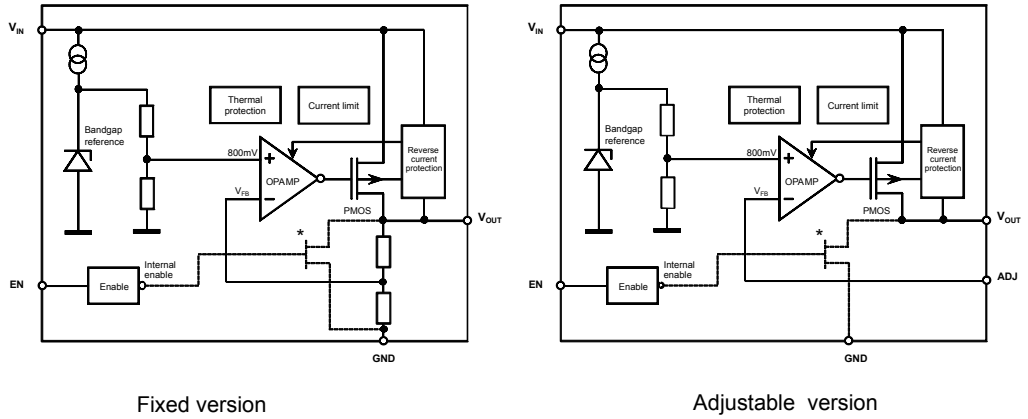 VIN
Thermal
protection
Current limit
Bandgap
reference
800mV
+
OPAMP
Reverse
current
protection
VFB
−
PMOS
VOUT
*
Internal
enable
EN
Enable
GND
Fixed version
VIN
Thermal
protection
Current limit
Bandgap
reference
800mV
+
OPAMP
Reverse
current
protection
VFB
−
PMOS
VOUT
*
Internal
enable
EN
Enable
ADJ
GND
Adjustable version